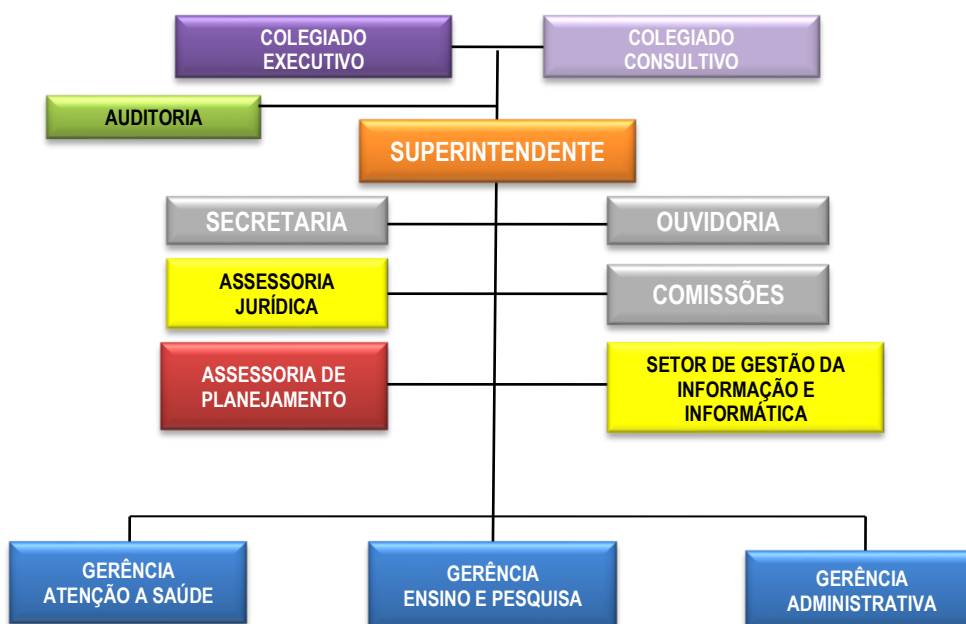 COLEGIADO
EXECUTIVO
COLEGIADO
CONSULTIVO
AUDITORIA
SUPERINTENDENTE
SECRETARIA
OUVIDORIA
ASSESSORIA
JURÍDICA
COMISSÕES
ASSESSORIA DE
PLANEJAMENTO
SETOR DE GESTÃO DA
INFORMAÇÃO E
INFORMÁTICA
GERÊNCIA
ATENÇÃO A SAÚDE
GERÊNCIA
ENSINO E PESQUISA
GERÊNCIA
ADMINISTRATIVA